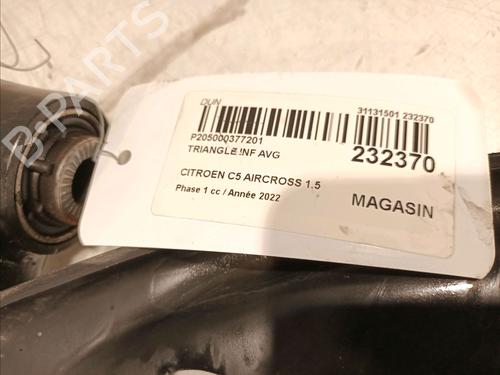 DUN
31131501 232370
P205000377201
TRIANGLE INF AVG
232370
CITROEN C5 AIRCROSS 1.5
Phase 1 cc / Année 2022
MAGASIN
B-PARTS